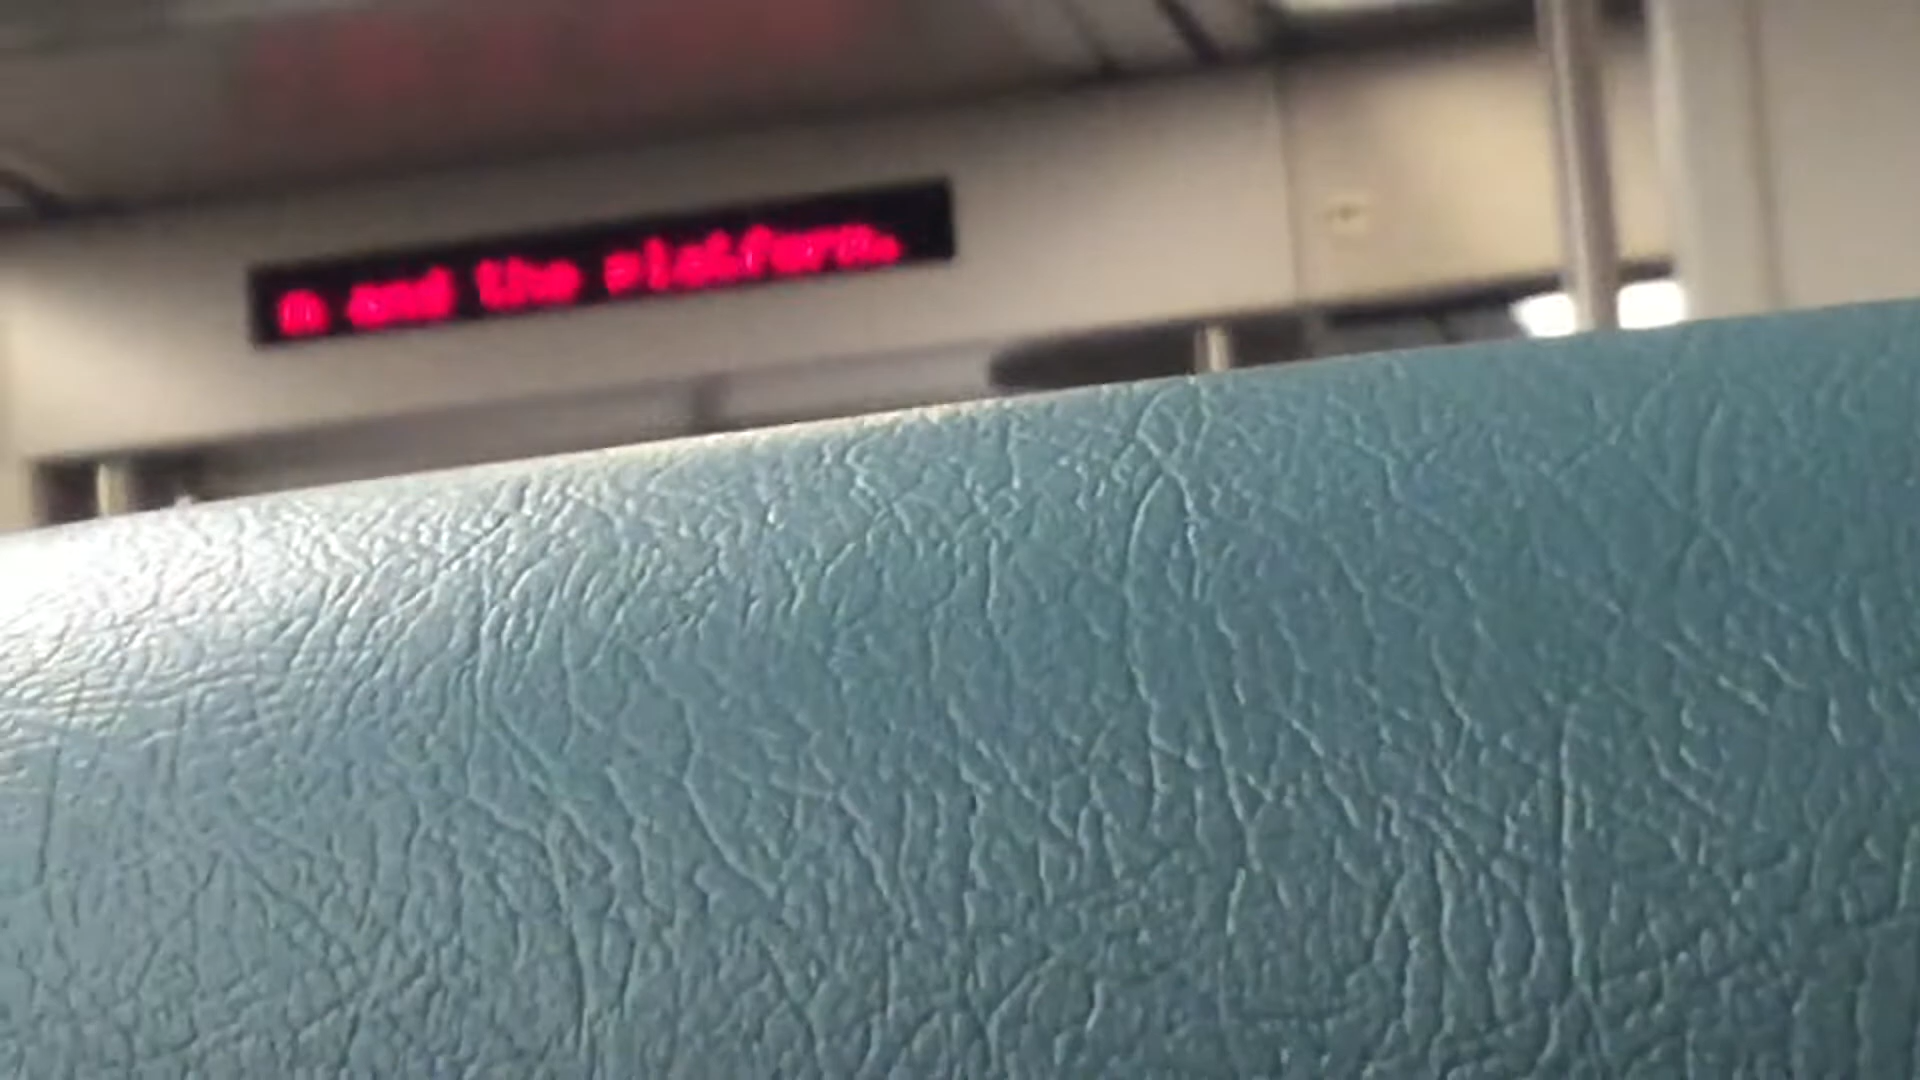 and the platform.